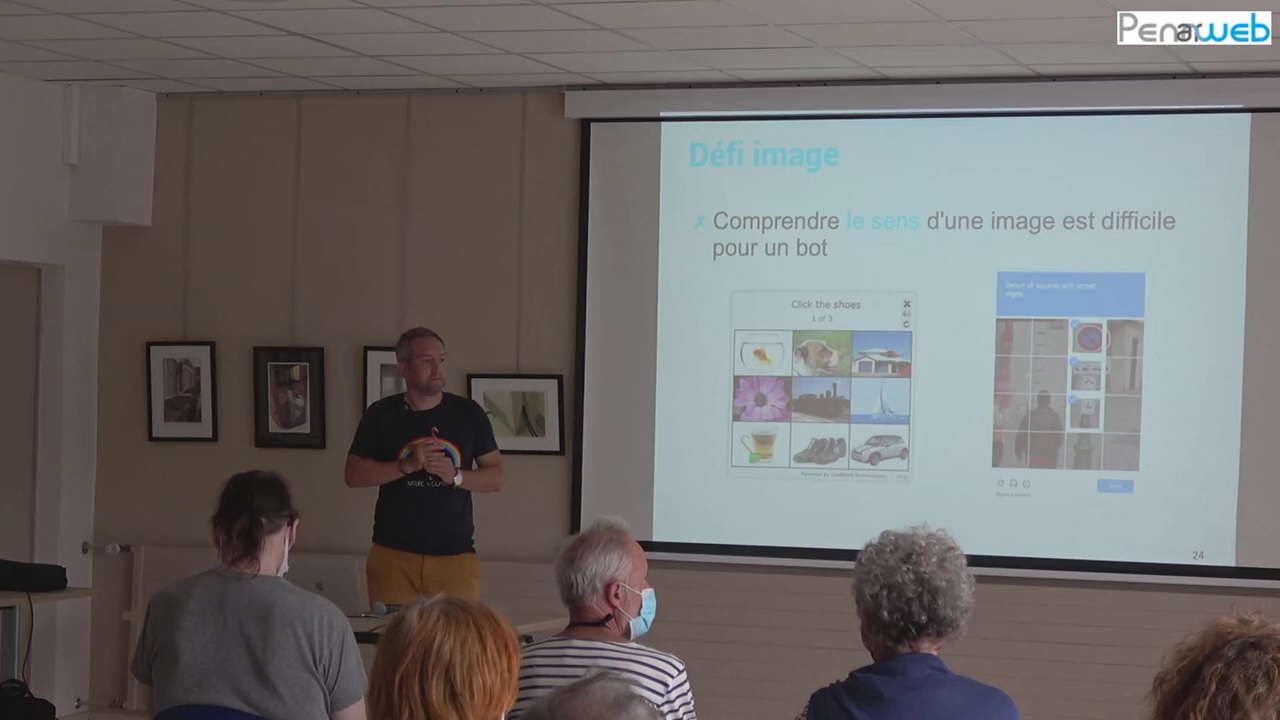 Penarweb
Défi image
✗ Comprendre le sens d'une image est difficile
pour un bot
Click the shoes
1 of 3
Select all squares with street
signs.
24